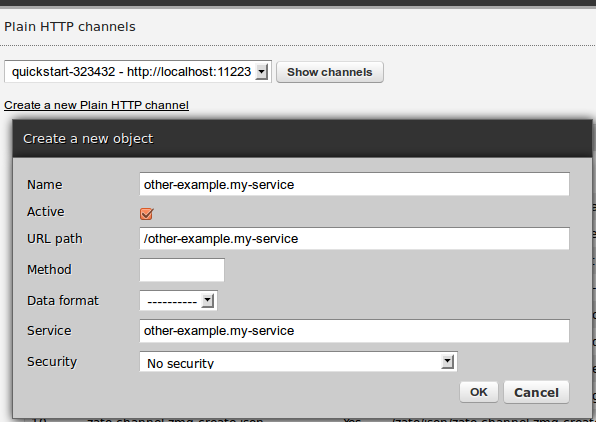 Plain HTTP channels
quickstart-323432 - http://localhost:11223 Show channels
Create a new Plain HTTP channel
Create a new object
Name other-example.my-service
Active
URL path /other-example.my-service
Method
Data format ----------
Service other-example.my-service
Security No security
OK Cancel